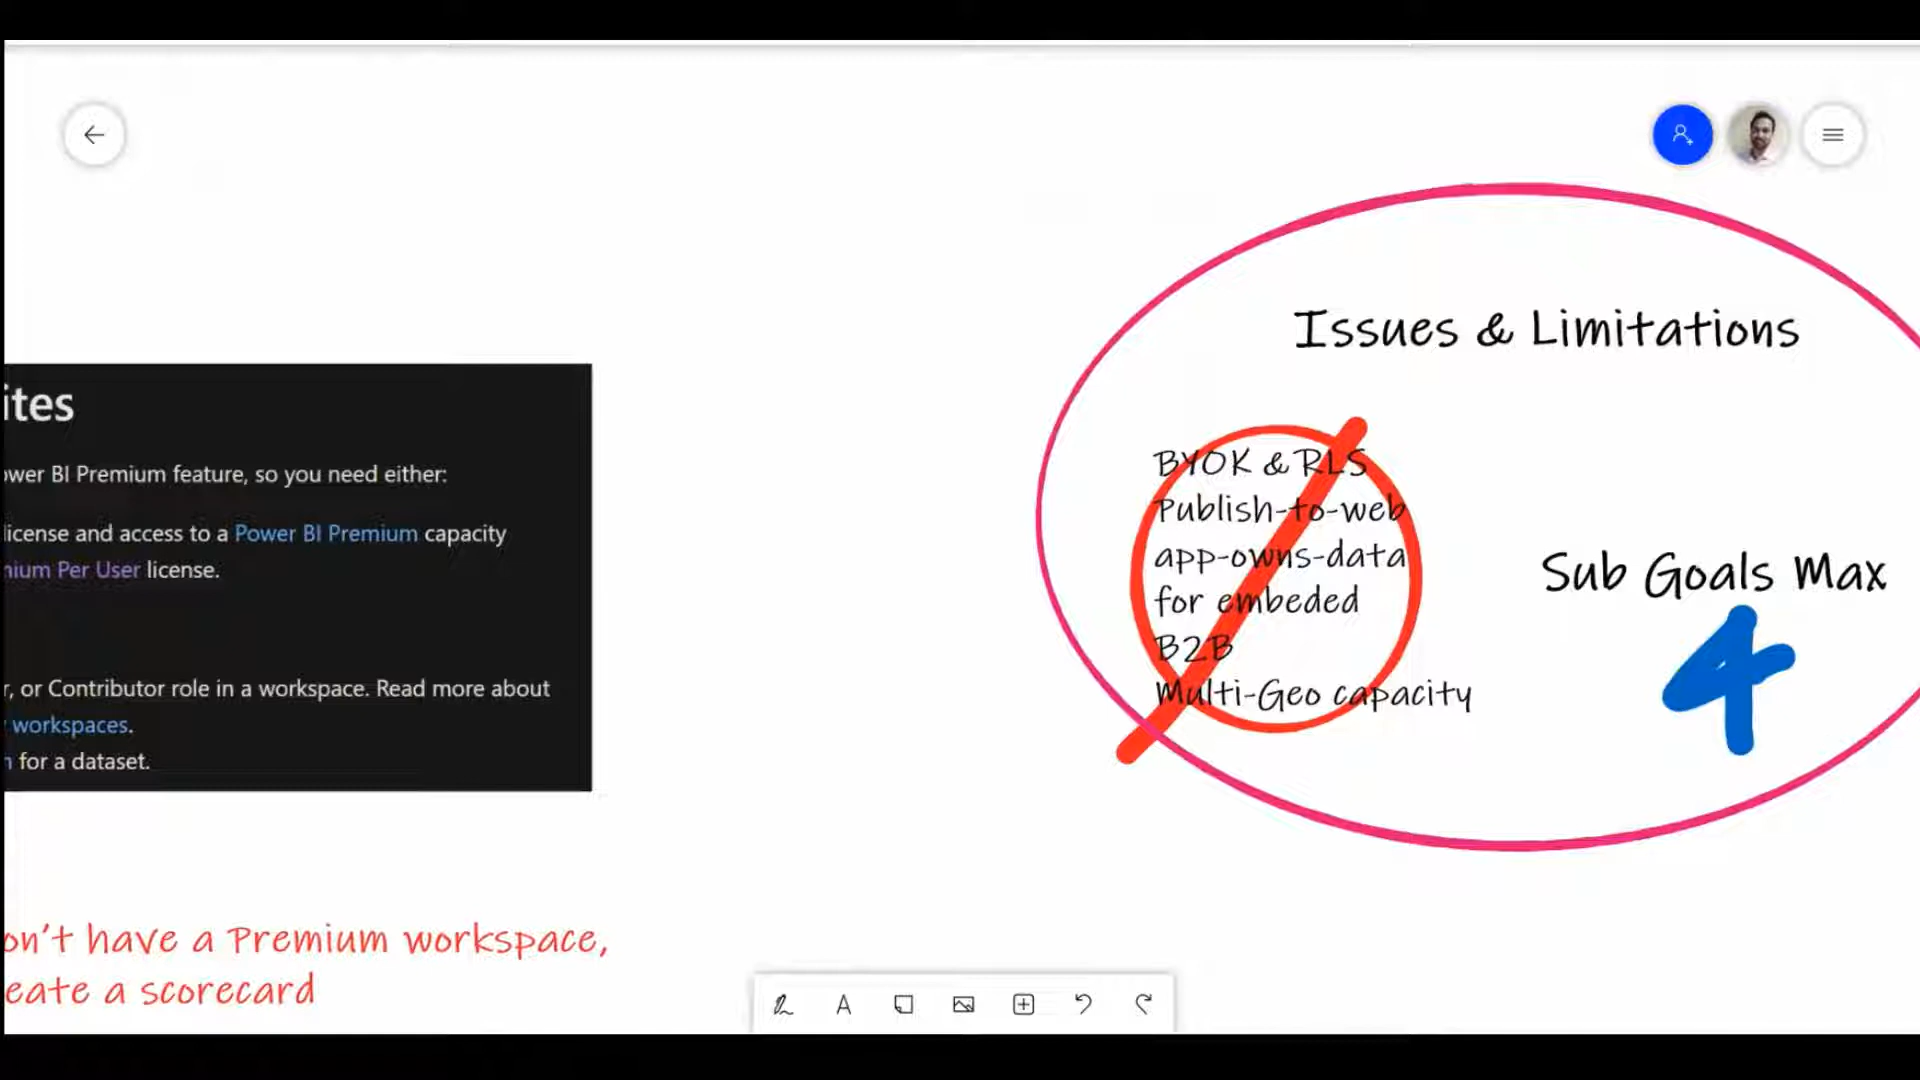 ites
ower BI Premium feature, so you need either:
license and access to a Power BI Premium capacity
nium Per User license.
r, or Contributor role in a workspace. Read more about
workspaces.
for a dataset.
on't have a Premium workspace,
eate a scorecard
Issues & Limitations
BYOK & RLS
Publish-to-web
app-owns-data
for embeded
B2B
Multi-Geo capacity
Sub Goals Max
4
A